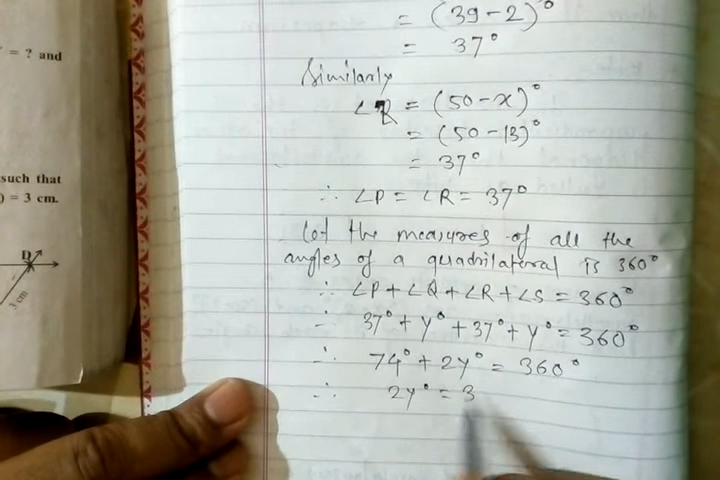 = ? and
such that
) = 3 cm.
D
3 cm
= (39-2)°
= 37°
Similarly
∠R = (50-x)°
= (50-13)°
= 37°
∴ ∠P = ∠R = 37°
Let the measures of all the
angles of a quadrilateral is 360°
∴ ∠P+∠Q+∠R+∠S = 360°
∴ 37°+y°+37°+y° = 360°
∴ 74°+2y° = 360°
∴ 2y° = 3